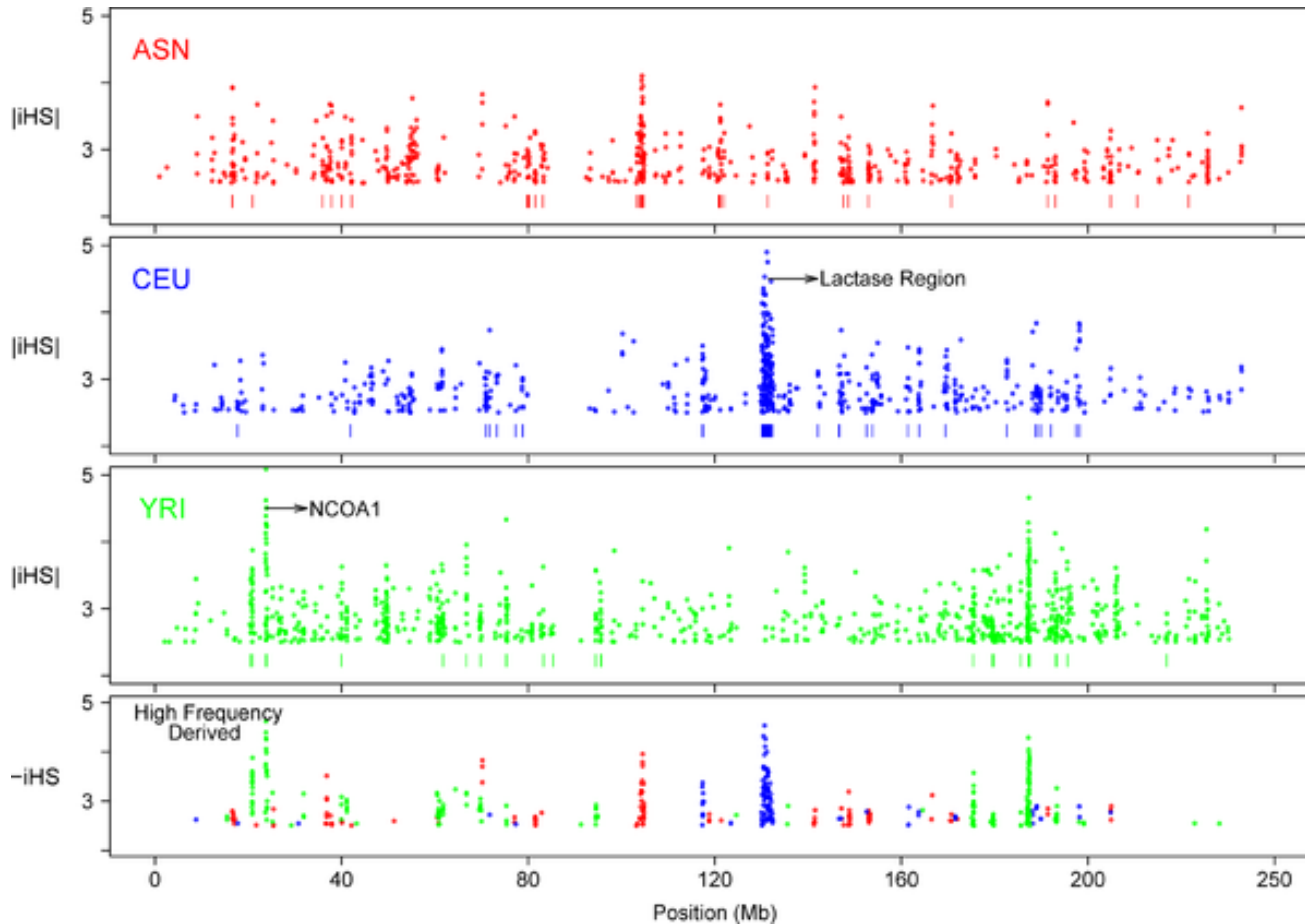 5
ASN
|iHS|
3
5
CEU
Lactase Region
|iHS|
3
5
YRI
NCOA1
|iHS|
3
5
High Frequency
Derived
−iHS
3
0 40 80 120 160 200 250
Position (Mb)